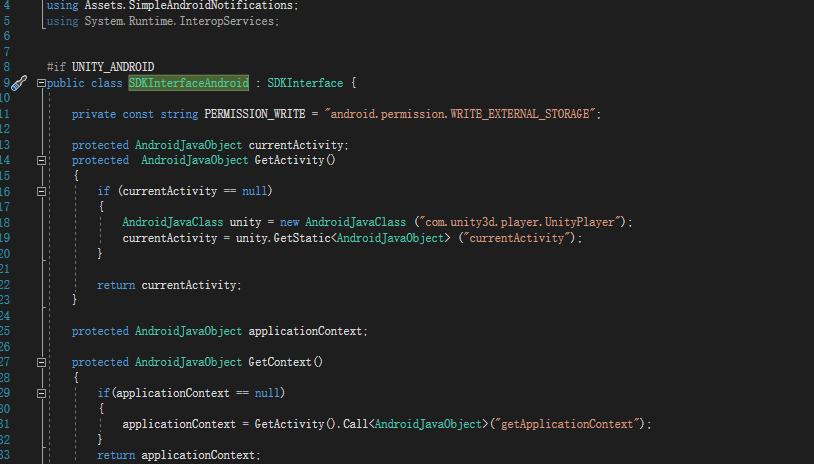 4 using Assets.SimpleAndroidNotifications;
5 using System.Runtime.InteropServices;
6
7
8 #if UNITY_ANDROID
9 public class SDKInterfaceAndroid : SDKInterface {
10
11 private const string PERMISSION_WRITE = "android.permission.WRITE_EXTERNAL_STORAGE";
12
13 protected AndroidJavaObject currentActivity;
14 protected  AndroidJavaObject GetActivity()
15 {
16 if (currentActivity == null)
17 {
18 AndroidJavaClass unity = new AndroidJavaClass ("com.unity3d.player.UnityPlayer");
19 currentActivity = unity.GetStatic<AndroidJavaObject> ("currentActivity");
20 }
21
22 return currentActivity;
23 }
24
25 protected AndroidJavaObject applicationContext;
26
27 protected AndroidJavaObject GetContext()
28 {
29 if(applicationContext == null)
30 {
31 applicationContext = GetActivity().Call<AndroidJavaObject>("getApplicationContext");
32 }
33 return applicationContext;